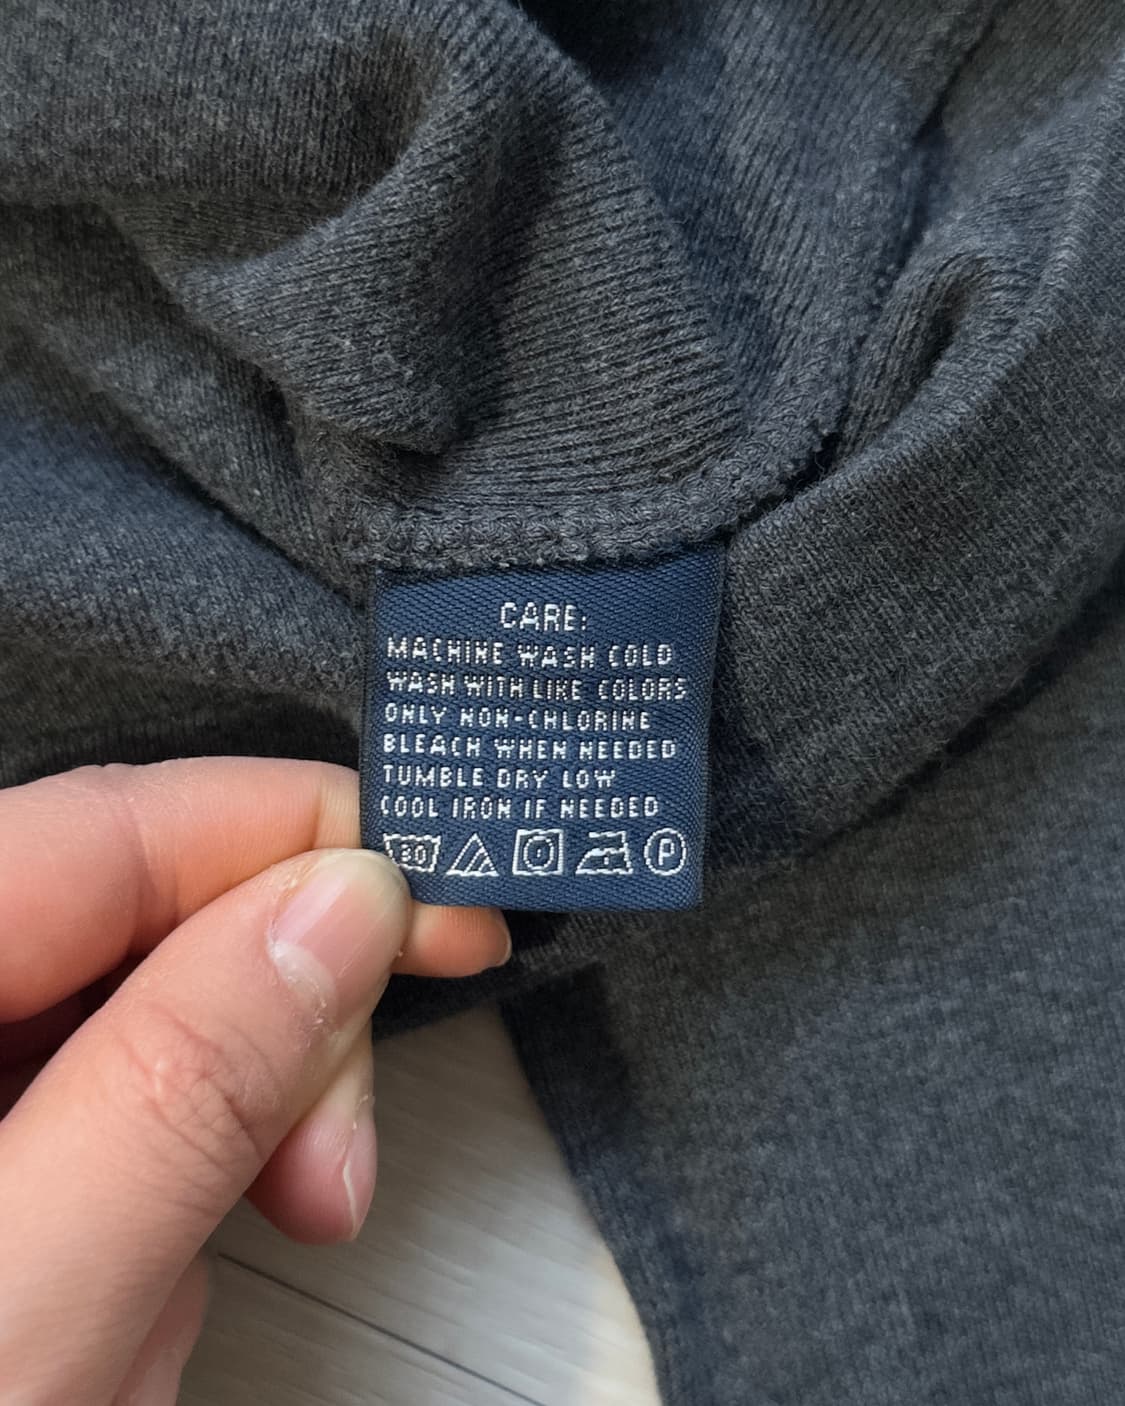 CARE:
MACHINE WASH COLD
WASH WITH LIKE COLORS
ONLY NON-CHLORINE
BLEACH WHEN NEEDED
TUMBLE DRY LOW
COOL IRON IF NEEDED
30 P